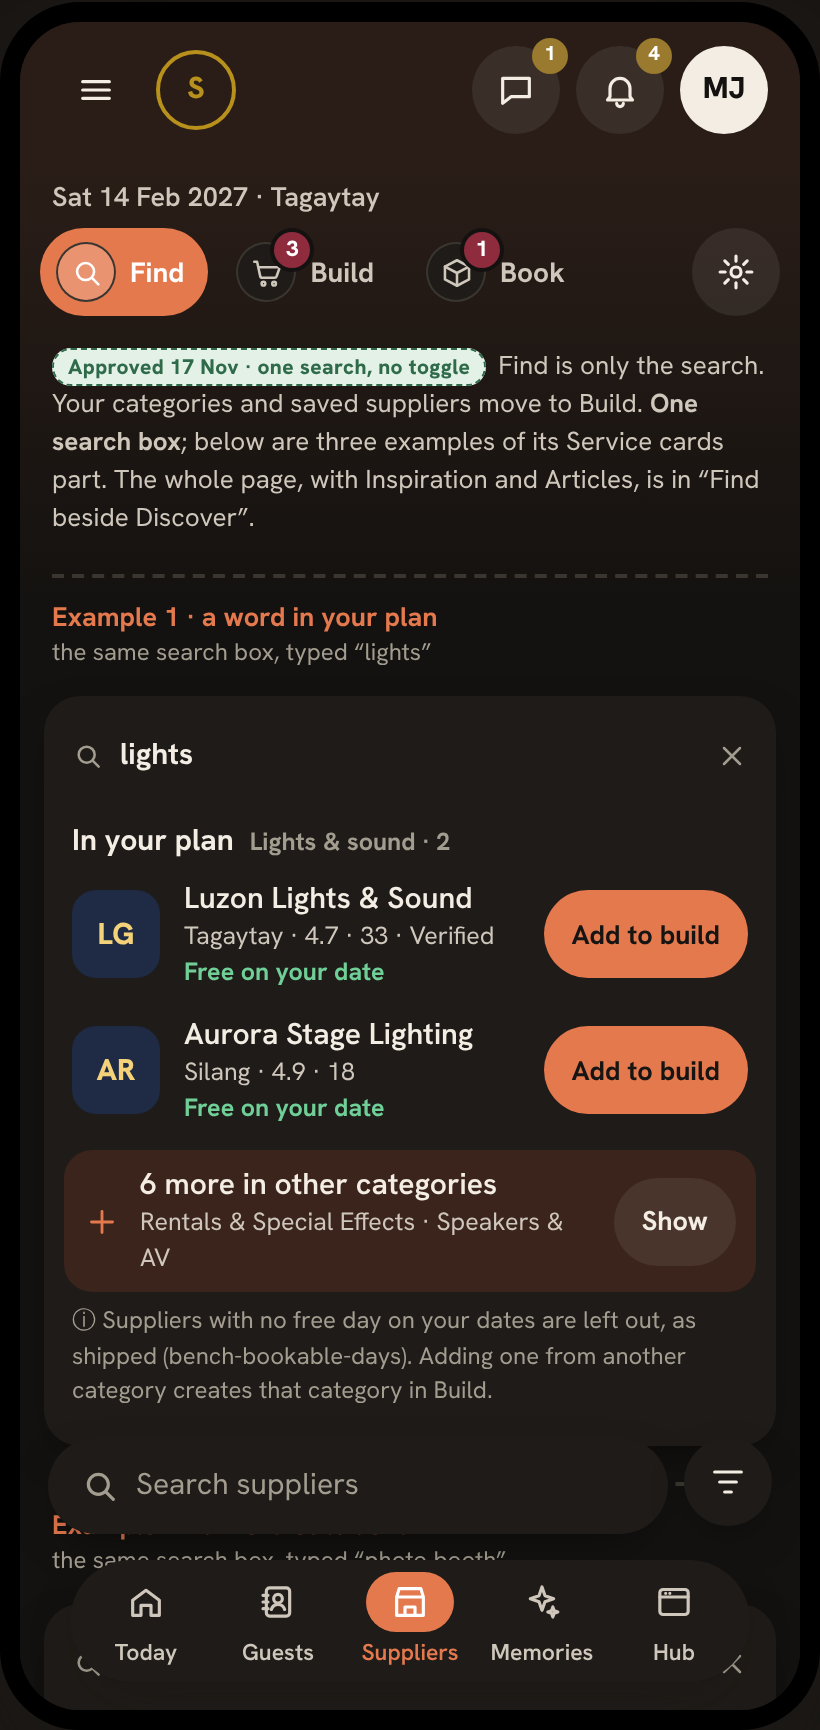 S
1
4
MJ
Sat 14 Feb 2027 · Tagaytay
Find
3
Build
1
Book
Approved 17 Nov · one search, no toggle Find is only the search.
Your categories and saved suppliers move to Build. One
search box; below are three examples of its Service cards
part. The whole page, with Inspiration and Articles, is in “Find
beside Discover”.
Example 1 · a word in your plan
the same search box, typed “lights”
lights
In your plan Lights & sound · 2
LG
Luzon Lights & Sound
Tagaytay · 4.7 · 33 · Verified
Free on your date
Add to build
AR
Aurora Stage Lighting
Silang · 4.9 · 18
Free on your date
Add to build
6 more in other categories
Rentals & Special Effects · Speakers &
AV
Show
ⓘ Suppliers with no free day on your dates are left out, as
shipped (bench-bookable-days). Adding one from another
category creates that category in Build.
Search suppliers
the same search box, typed “photo booth”
Today
Guests
Suppliers
Memories
Hub